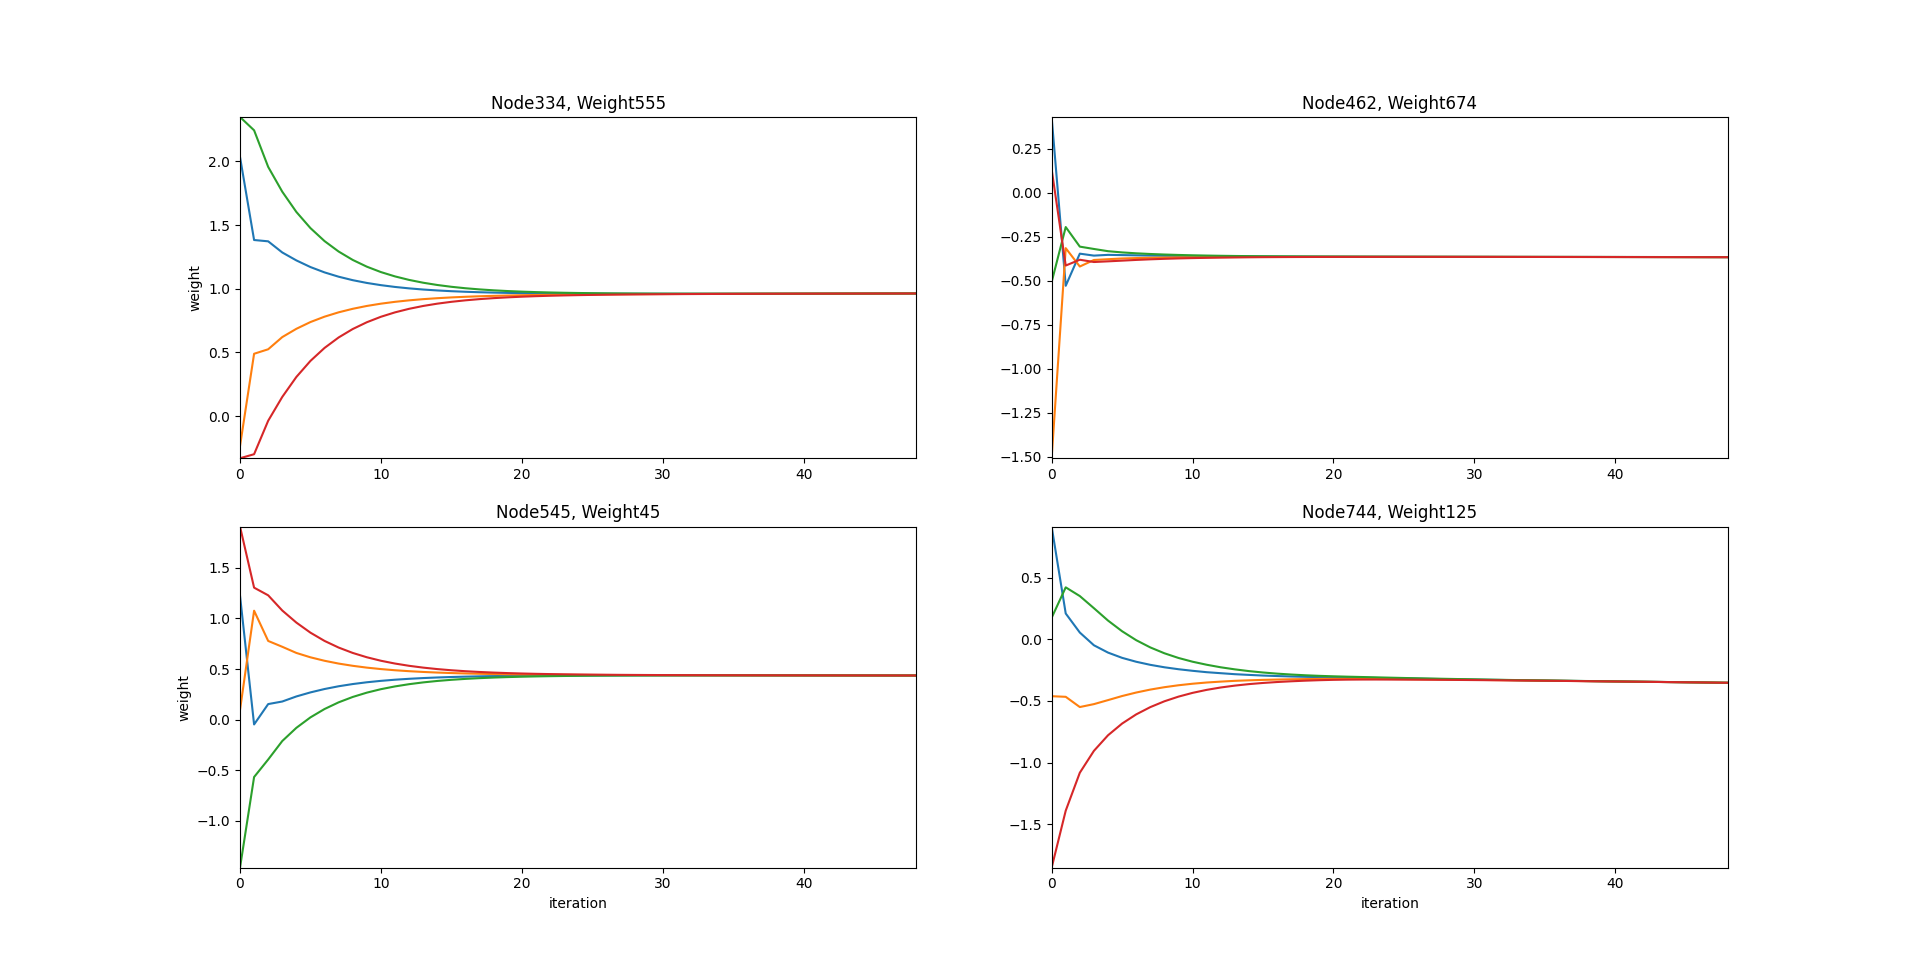 Node334, Weight555
weight
2.0
1.5
1.0
0.5
0.0
0 10 20 30 40
Node462, Weight674
0.25
0.00
−0.25
−0.50
−0.75
−1.00
−1.25
−1.50
0 10 20 30 40
Node545, Weight45
weight
1.5
1.0
0.5
0.0
−0.5
−1.0
0 10 20 30 40
iteration
Node744, Weight125
0.5
0.0
−0.5
−1.0
−1.5
0 10 20 30 40
iteration